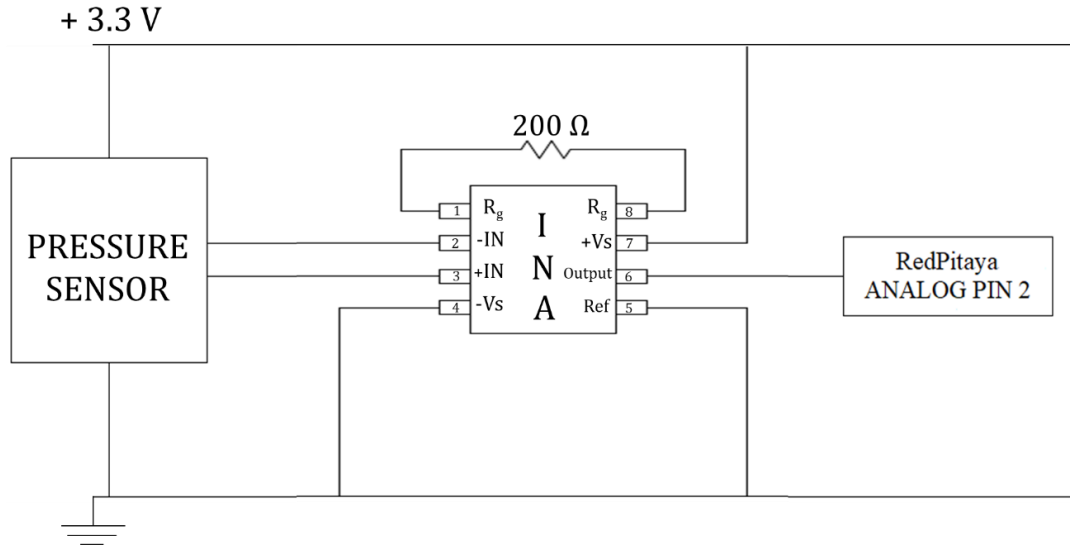 + 3.3 V
200 Ω
PRESSURE
SENSOR
1 Rg Rg 8
2 -IN +Vs 7
3 +IN Output 6
4 -Vs Ref 5
I
N
A
RedPitaya
ANALOG PIN 2